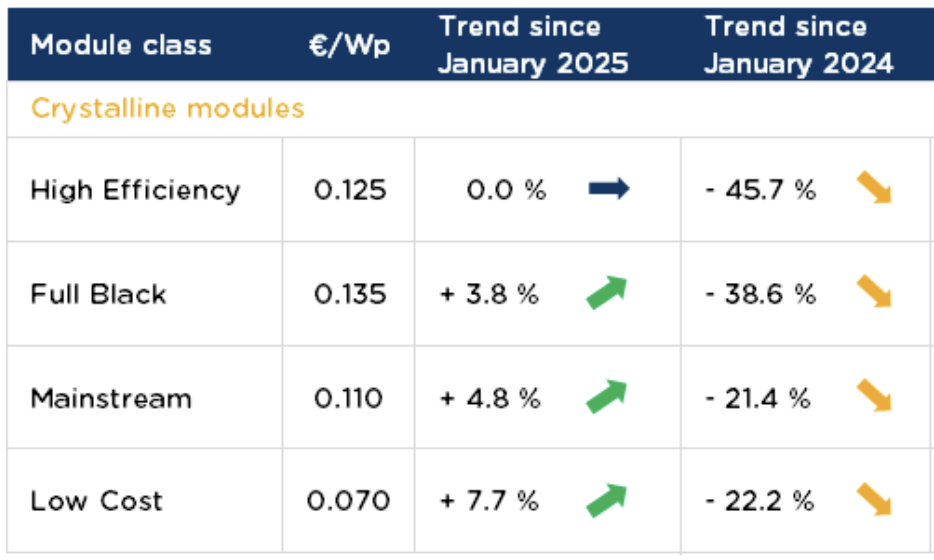 Module class €/Wp Trend since January 2025 Trend since January 2024
Crystalline modules
High Efficiency 0.125 0.0 % - 45.7 %
Full Black 0.135 + 3.8 % - 38.6 %
Mainstream 0.110 + 4.8 % - 21.4 %
Low Cost 0.070 + 7.7 % - 22.2 %